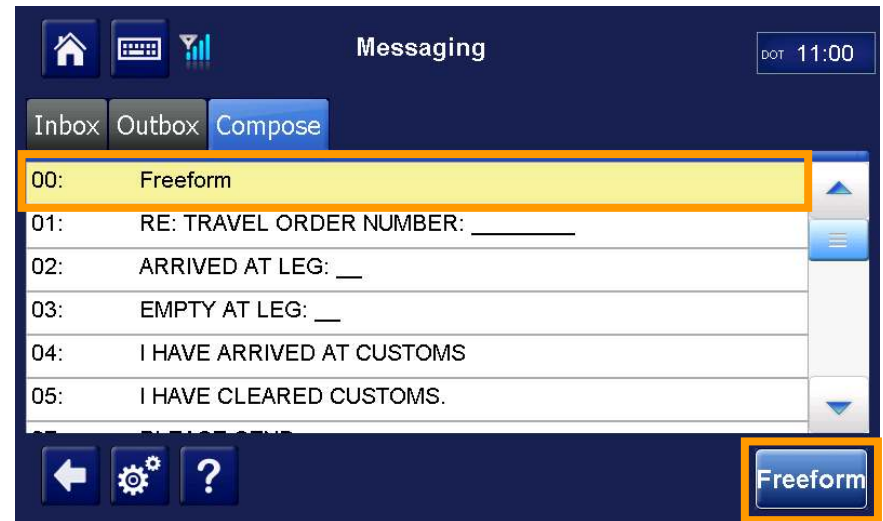 Messaging
DOT 11:00
Inbox Outbox Compose
00: Freeform
01: RE: TRAVEL ORDER NUMBER: ________
02: ARRIVED AT LEG: __
03: EMPTY AT LEG: __
04: I HAVE ARRIVED AT CUSTOMS
05: I HAVE CLEARED CUSTOMS.
?
Freeform